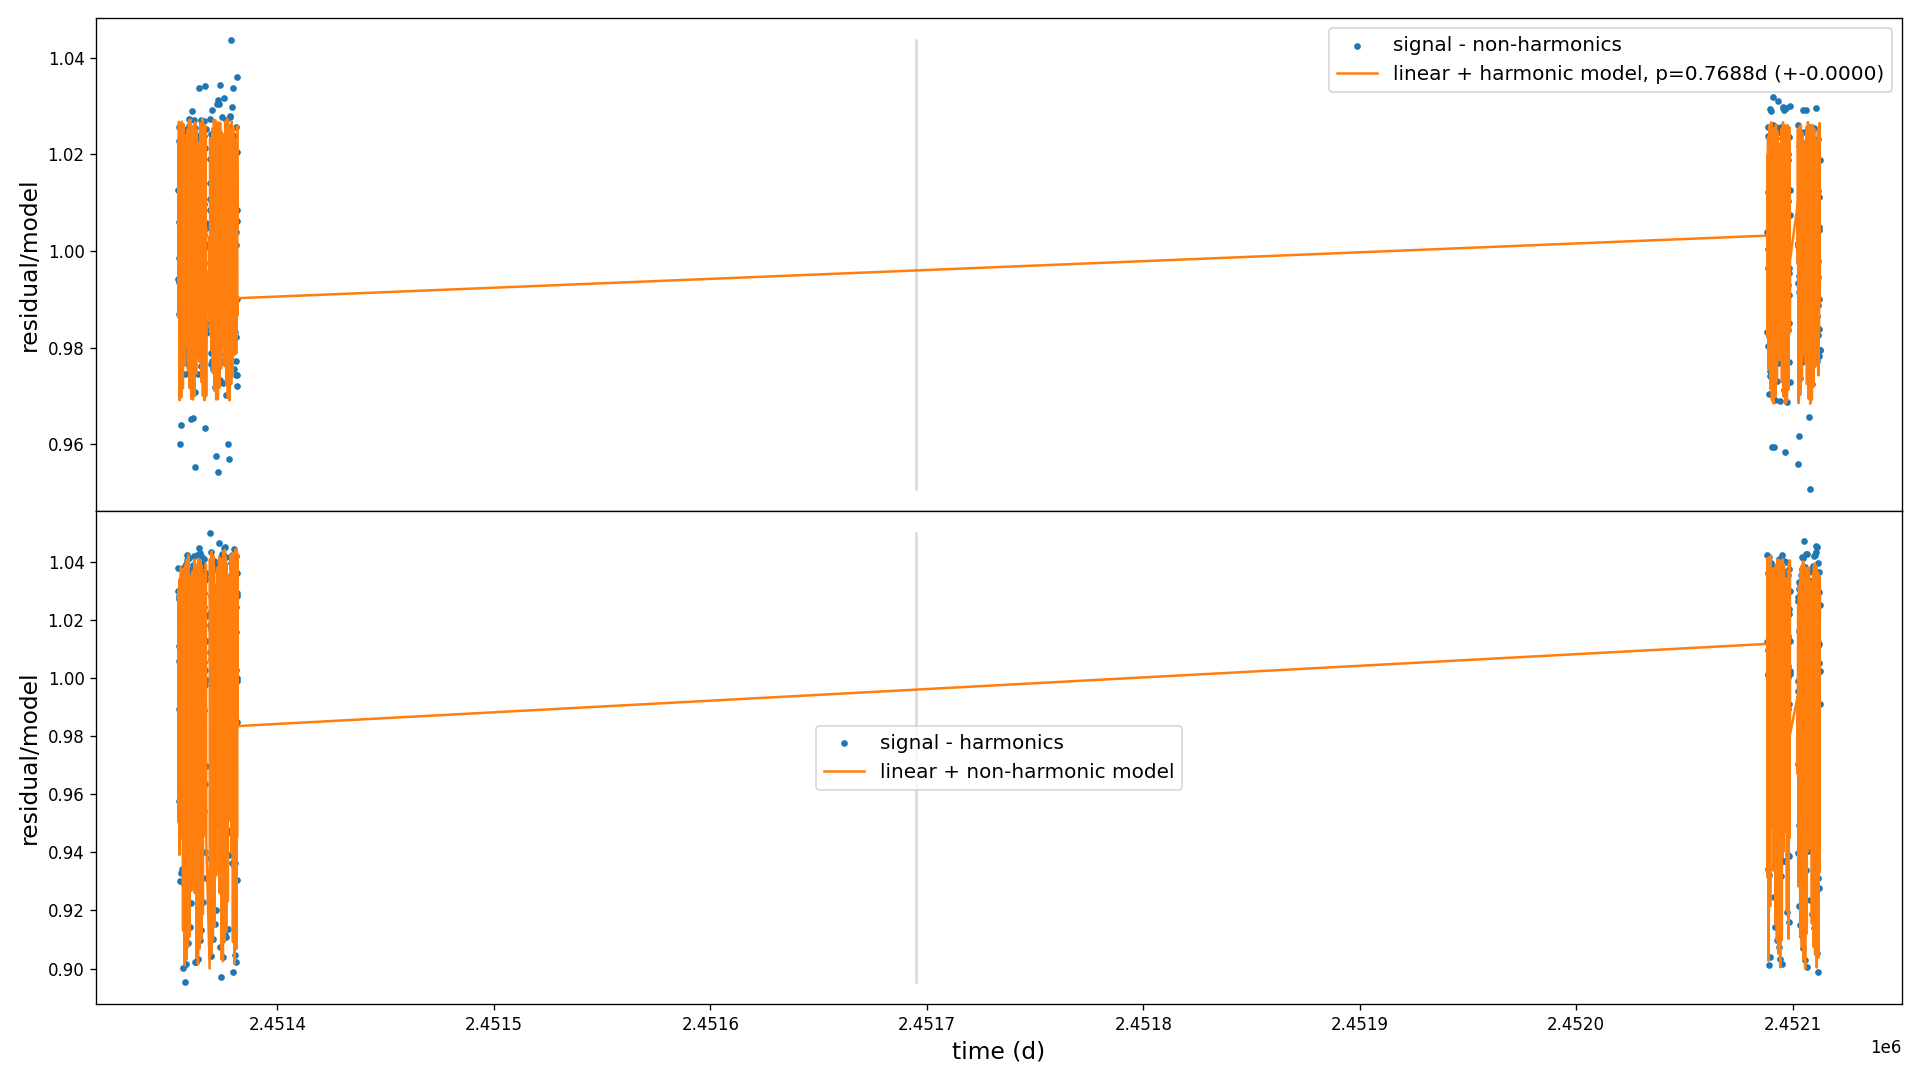 signal - non-harmonics
linear + harmonic model, p=0.7688d (+-0.0000)
1.04
1.02
1.00
0.98
0.96
residual/model
1.04
1.02
1.00
0.98
0.96
0.94
0.92
0.90
residual/model
signal - harmonics
linear + non-harmonic model
2.4514
2.4515
2.4516
2.4517
2.4518
2.4519
2.4520
2.4521
1e6
time (d)